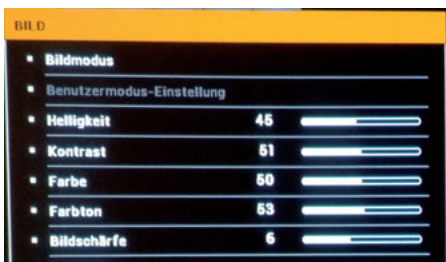 BILD
Bildmodus
Benutzermodus-Einstellung
Helligkeit 45
Kontrast 51
Farbe 50
Farbton 53
Bildschärfe 6